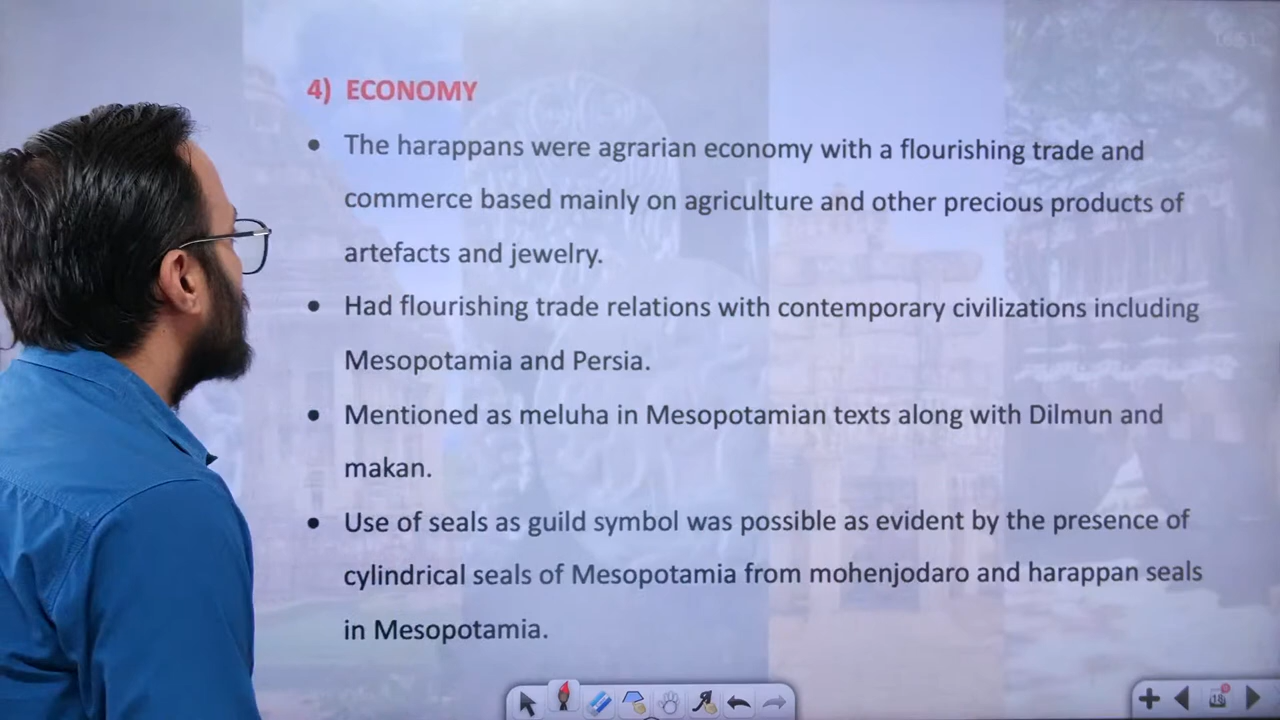 16:51
4) ECONOMY
• The harappans were agrarian economy with a flourishing trade and
commerce based mainly on agriculture and other precious products of
artefacts and jewelry.
• Had flourishing trade relations with contemporary civilizations including
Mesopotamia and Persia.
• Mentioned as meluha in Mesopotamian texts along with Dilmun and
makan.
• Use of seals as guild symbol was possible as evident by the presence of
cylindrical seals of Mesopotamia from mohenjodaro and harappan seals
in Mesopotamia.
18